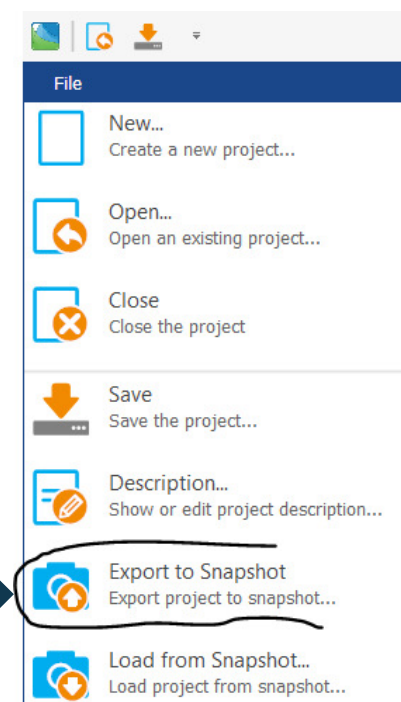 File
New...
Create a new project...
Open...
Open an existing project...
Close
Close the project
Save
Save the project...
Description...
Show or edit project description...
Export to Snapshot
Export project to snapshot...
Load from Snapshot...
Load project from snapshot...